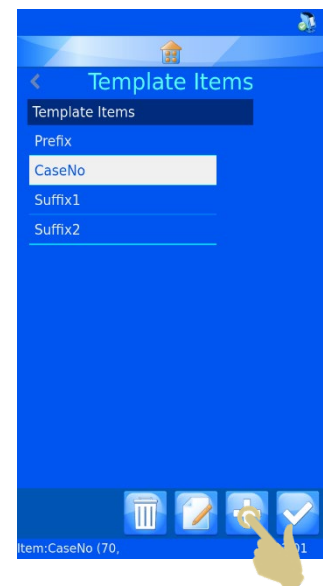 Template Items
Template Items
Prefix
CaseNo
Suffix1
Suffix2
Item:CaseNo (70,